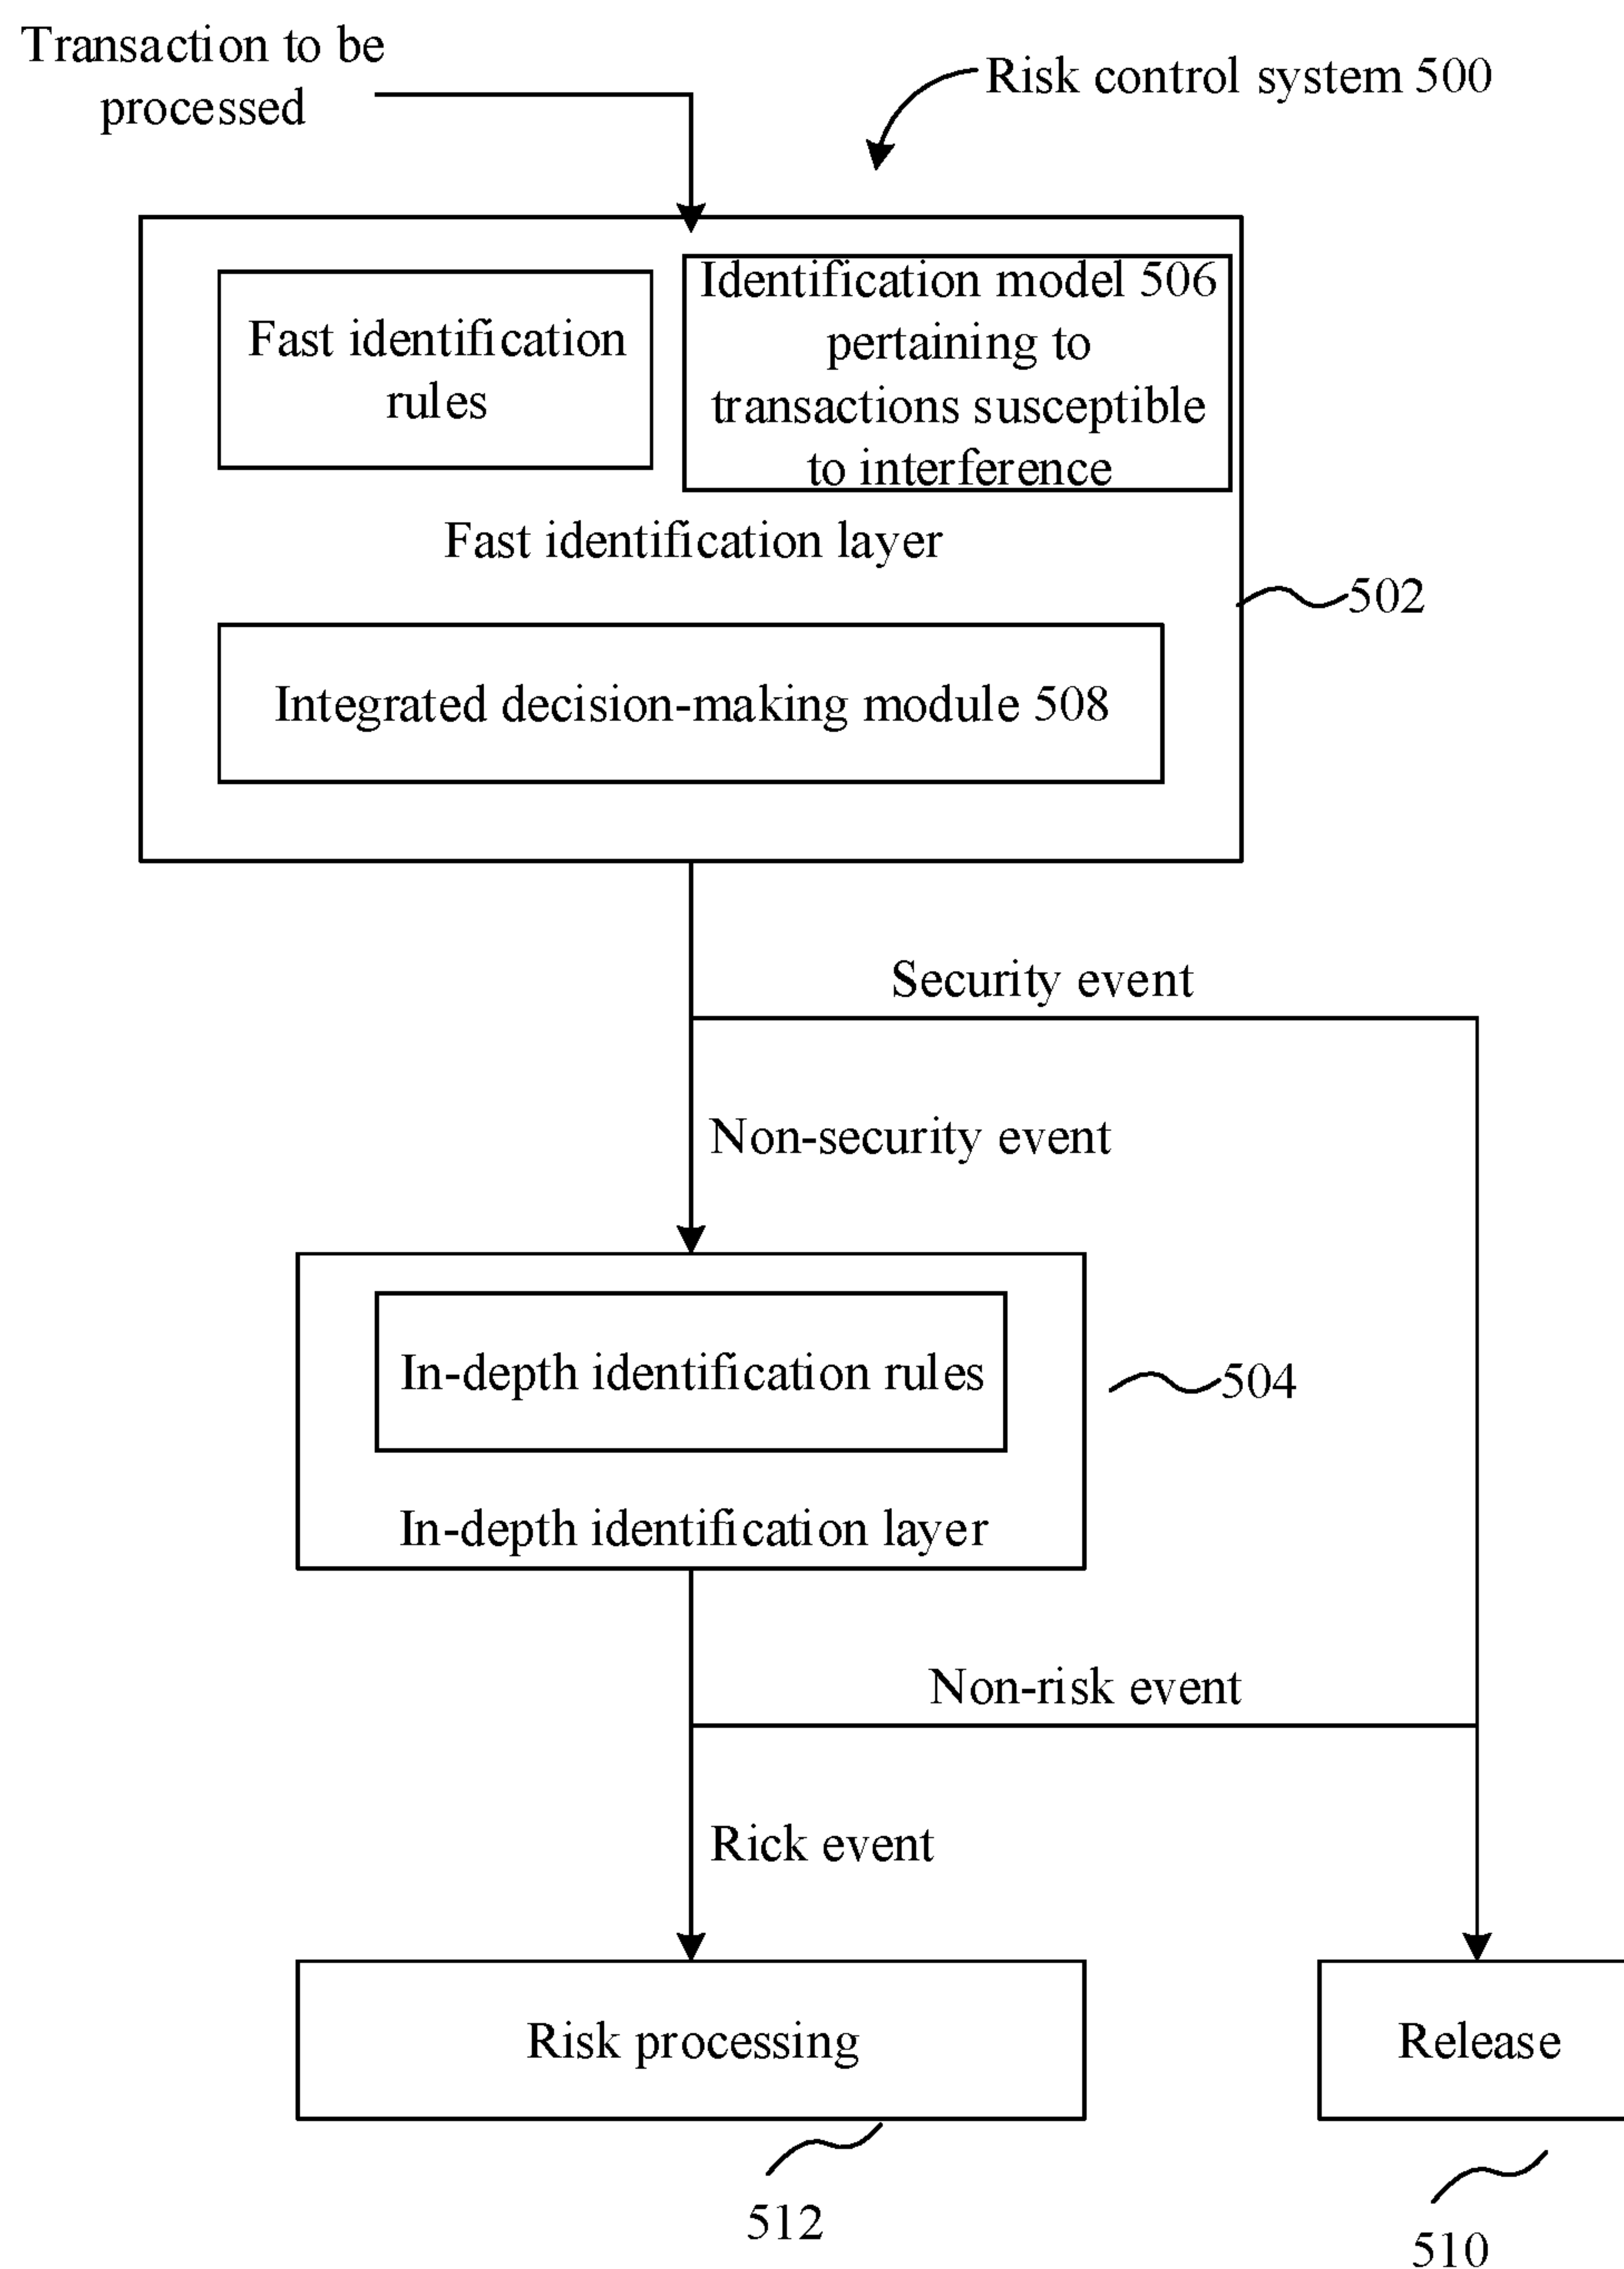 Transaction to be
processed
Risk control system 500
Fast identification
rules
Identification model 506
pertaining to
transactions susceptible
to interference
Fast identification layer
502
Integrated decision-making module 508
Security event
Non-security event
In-depth identification rules
504
In-depth identification layer
Non-risk event
Rick event
Risk processing
Release
512
510